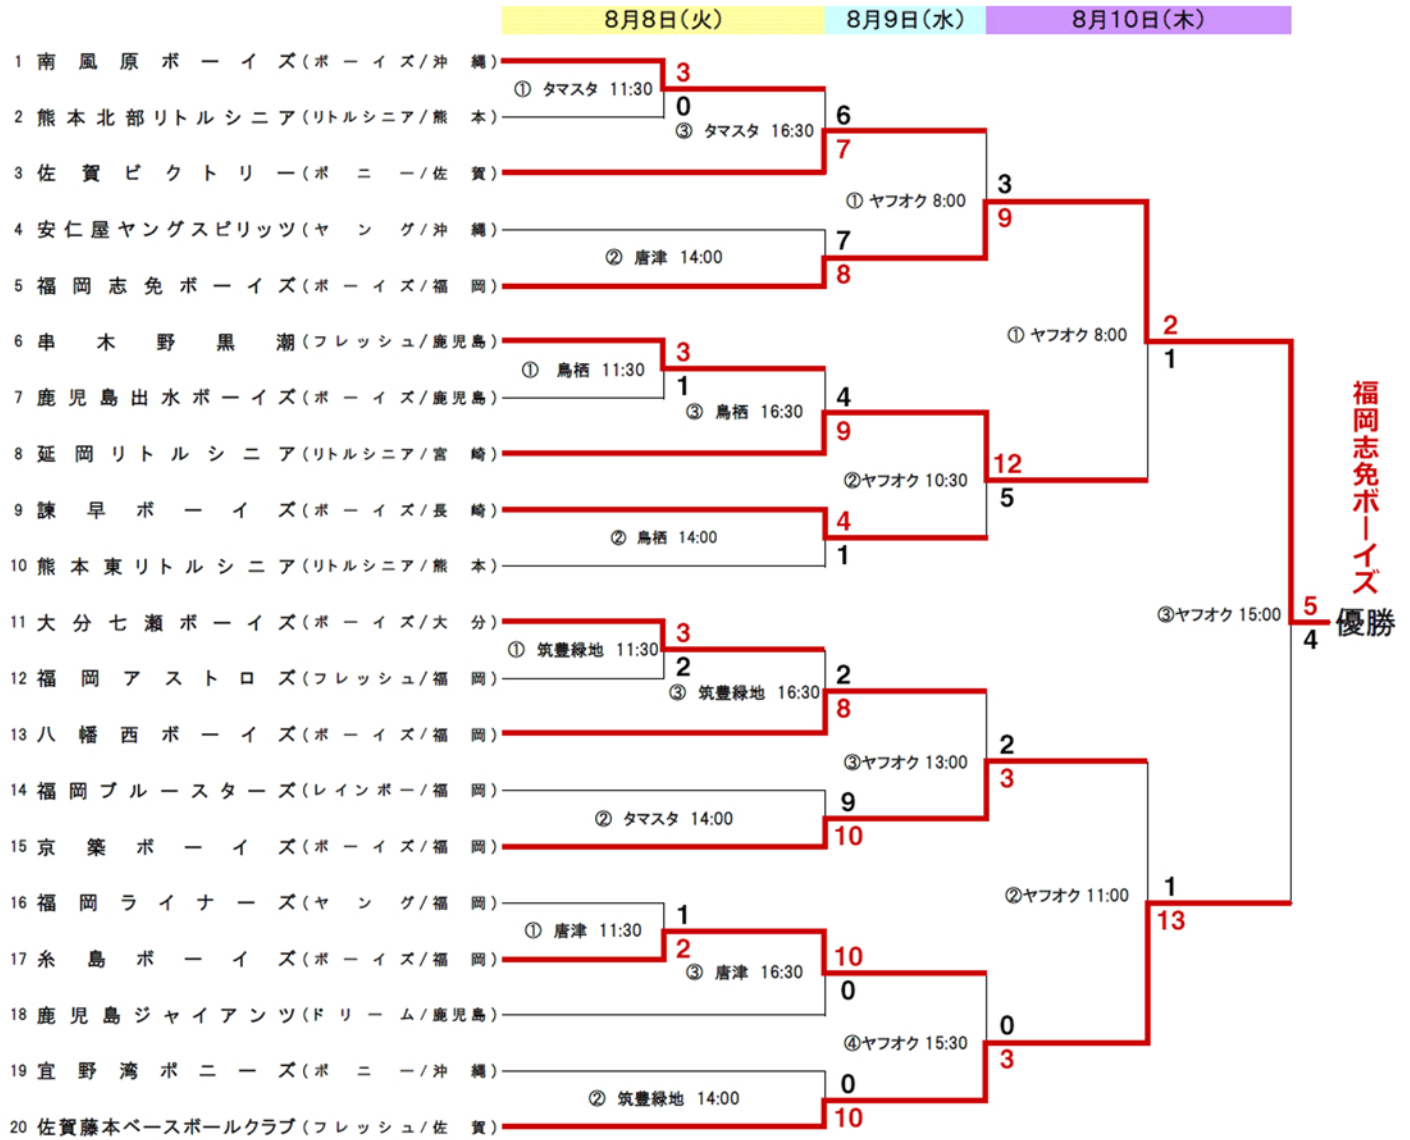 8月8日(火) 8月9日(水) 8月10日(木)
1 南風原ボーイズ(ボーイズ/沖縄)
① タマスタ 11:30
3
0
2 熊本北部リトルシニア(リトルシニア/熊本)
③ タマスタ 16:30
6
7
3 佐賀ビクトリー(ポニー/佐賀)
① ヤフオク 8:00
3
9
4 安仁屋ヤングスピリッツ(ヤング/沖縄)
② 唐津 14:00
7
8
5 福岡志免ボーイズ(ボーイズ/福岡)
① ヤフオク 8:00
2
1
6 串木野黒潮(フレッシュ/鹿児島)
① 鳥栖 11:30
3
1
7 鹿児島出水ボーイズ(ボーイズ/鹿児島)
③ 鳥栖 16:30
4
9
8 延岡リトルシニア(リトルシニア/宮崎)
②ヤフオク 10:30
12
5
9 諫早ボーイズ(ボーイズ/長崎)
② 鳥栖 14:00
4
1
10 熊本東リトルシニア(リトルシニア/熊本)
福岡志免ボーイズ
③ヤフオク 15:00
5
4
優勝
11 大分七瀬ボーイズ(ボーイズ/大分)
① 筑豊緑地 11:30
3
2
12 福岡アストロズ(フレッシュ/福岡)
③ 筑豊緑地 16:30
2
8
13 八幡西ボーイズ(ボーイズ/福岡)
③ヤフオク 13:00
2
3
14 福岡ブルースターズ(レインボー/福岡)
② タマスタ 14:00
9
10
15 京築ボーイズ(ボーイズ/福岡)
②ヤフオク 11:00
1
13
16 福岡ライナーズ(ヤング/福岡)
① 唐津 11:30
1
2
17 糸島ボーイズ(ボーイズ/福岡)
③ 唐津 16:30
10
0
18 鹿児島ジャイアンツ(ドリーム/鹿児島)
④ヤフオク 15:30
0
3
19 宜野湾ポニーズ(ポニー/沖縄)
② 筑豊緑地 14:00
0
10
20 佐賀藤本ベースボールクラブ(フレッシュ/佐賀)